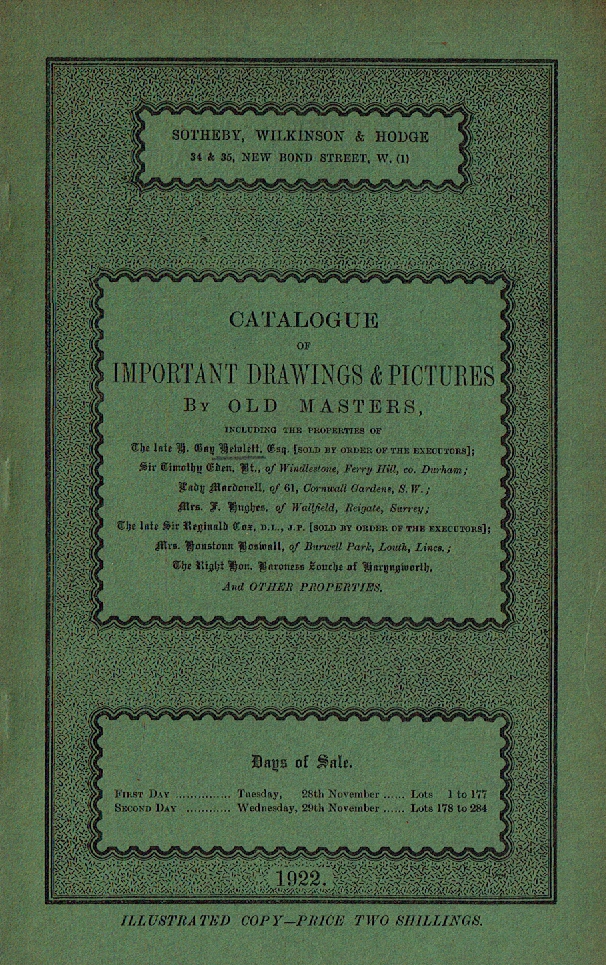 SOTHEBY, WILKINSON & HODGE
34 & 35, NEW BOND STREET, W. (1)
CATALOGUE
OF
IMPORTANT DRAWINGS & PICTURES
BY OLD MASTERS,
INCLUDING THE PROPERTIES OF
The late H. Gay Hewlett, Esq. [SOLD BY ORDER OF THE EXECUTORS];
Sir Timothy Eden, Bt., of Windlestone, Ferry Hill, co. Durham;
Lady Macdonell, of 61, Cornwall Gardens, S.W.;
Mrs. F. Hughes, of Wallfield, Reigate, Surrey;
The late Sir Reginald Cox, D.L., J.P. [SOLD BY ORDER OF THE EXECUTORS];
Mrs. Houstoun Boswall, of Burwell Park, Louth, Lincs.;
The Right Hon. Baroness Zouche of Haryngworth,
And OTHER PROPERTIES.
Days of Sale.
FIRST DAY .............. Tuesday, 28th November ...... Lots 1 to 177
SECOND DAY ............ Wednesday, 29th November ...... Lots 178 to 284
1922.
ILLUSTRATED COPY—PRICE TWO SHILLINGS.